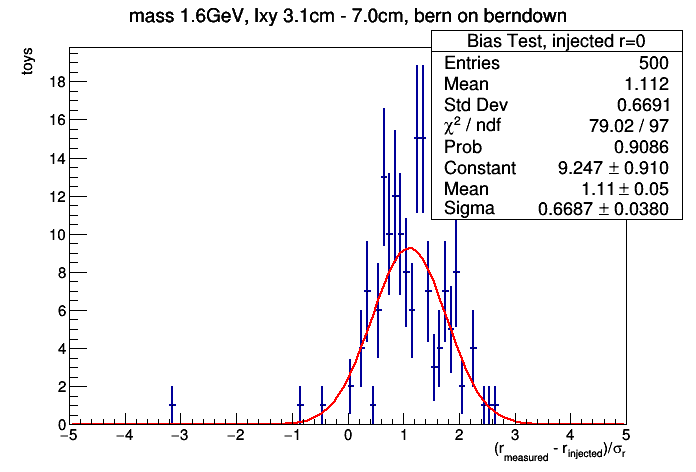 mass 1.6GeV, lxy 3.1cm - 7.0cm, bern on berndown
toys
Bias Test, injected r=0
Entries 500
Mean 1.112
Std Dev 0.6691
χ² / ndf 79.02 / 97
Prob 0.9086
Constant 9.247 ± 0.910
Mean 1.11 ± 0.05
Sigma 0.6687 ± 0.0380
18
16
14
12
10
8
6
4
2
0
−5 −4 −3 −2 −1 0 1 2 3 4 5
(r_measured - r_injected)/σ_r